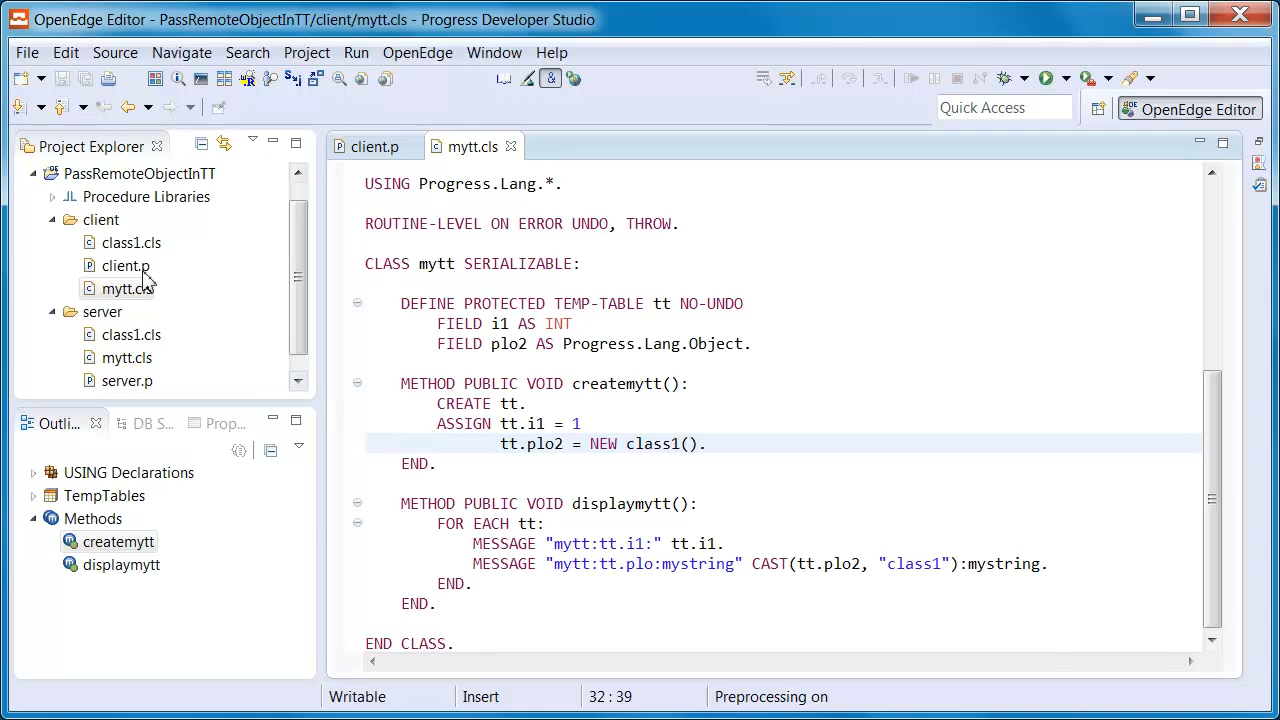 OpenEdge Editor - PassRemoteObjectInTT/client/mytt.cls - Progress Developer Studio
File Edit Source Navigate Search Project Run OpenEdge Window Help
Quick Access
OpenEdge Editor
Project Explorer
PassRemoteObjectInTT
Procedure Libraries
client
class1.cls
client.p
mytt.cls
server
class1.cls
mytt.cls
server.p
Outli...
DB S...
Prop...
USING Declarations
TempTables
Methods
createmytt
displaymytt
client.p
mytt.cls
USING Progress.Lang.*.
ROUTINE-LEVEL ON ERROR UNDO, THROW.
CLASS mytt SERIALIZABLE:
DEFINE PROTECTED TEMP-TABLE tt NO-UNDO
FIELD i1 AS INT
FIELD plo2 AS Progress.Lang.Object.
METHOD PUBLIC VOID createmytt():
CREATE tt.
ASSIGN tt.i1 = 1
tt.plo2 = NEW class1().
END.
METHOD PUBLIC VOID displaymytt():
FOR EACH tt:
MESSAGE "mytt:tt.i1:" tt.i1.
MESSAGE "mytt:tt.plo:mystring" CAST(tt.plo2, "class1"):mystring.
END.
END.
END CLASS.
Writable
Insert
32 : 39
Preprocessing on